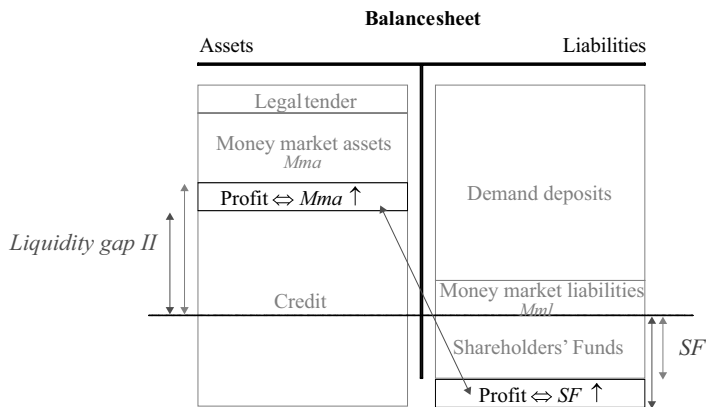 Balancesheet
Assets
Liabilities
Legal tender
Money market assets
Mma
Profit ⇔ Mma ↑
Demand deposits
Liquidity gap II
Credit
Money market liabilities
Mml
Shareholders' Funds
SF
Profit ⇔ SF ↑